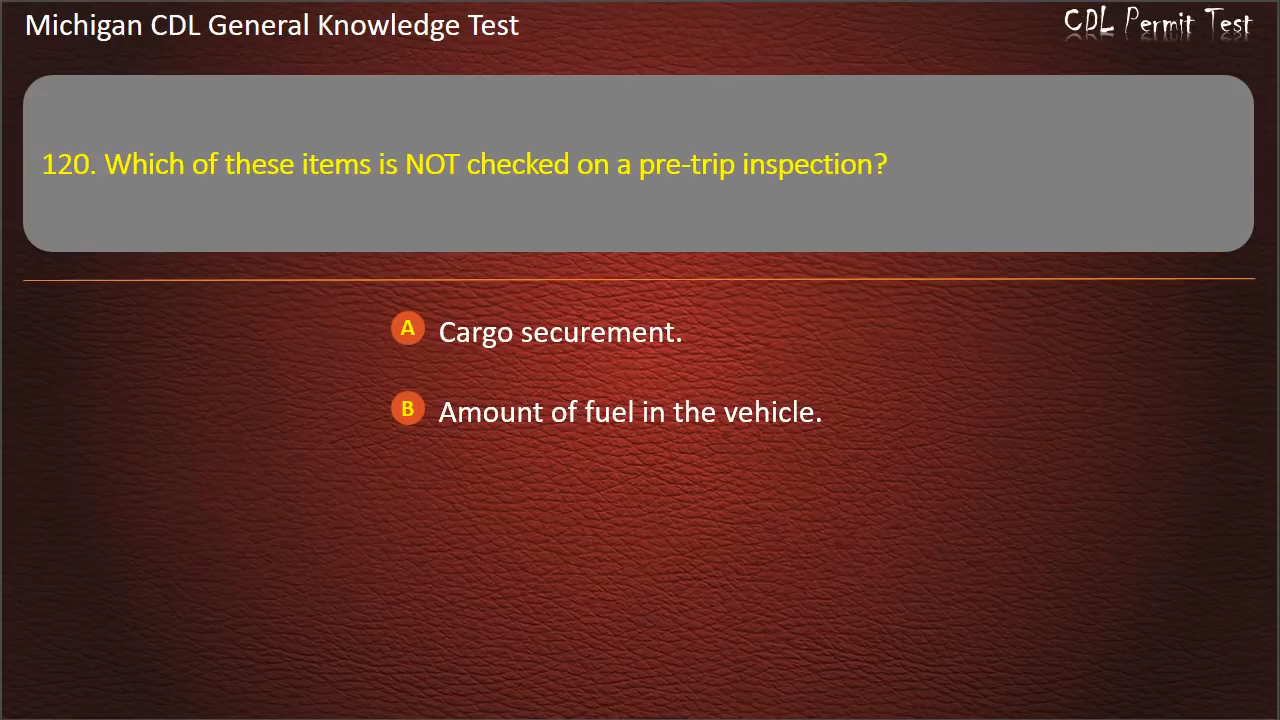 Michigan CDL General Knowledge Test
CDL Permit Test
120. Which of these items is NOT checked on a pre-trip inspection?
A Cargo securement.
B Amount of fuel in the vehicle.